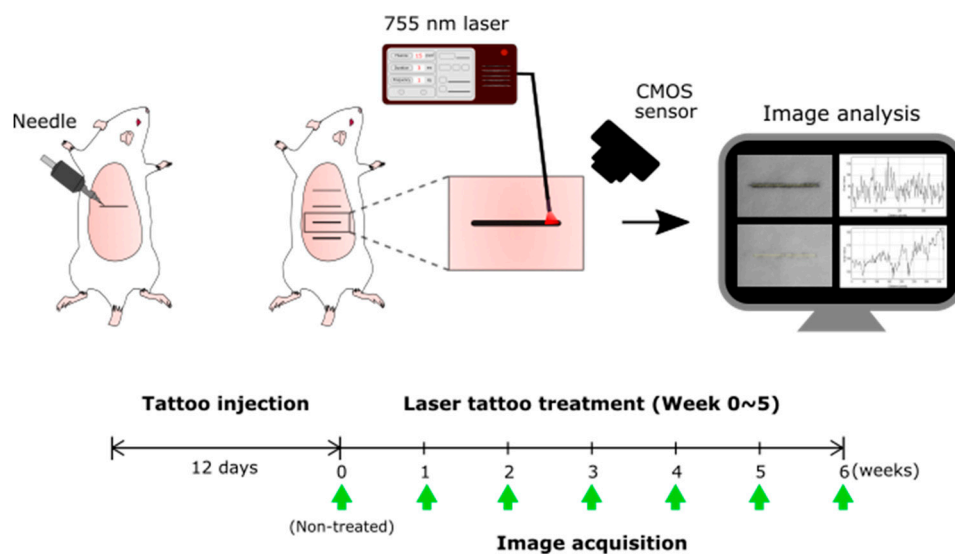 755 nm laser
Needle
CMOS
sensor
Image analysis
Tattoo injection
Laser tattoo treatment (Week 0~5)
12 days
0 1 2 3 4 5 6 (weeks)
(Non-treated)
Image acquisition